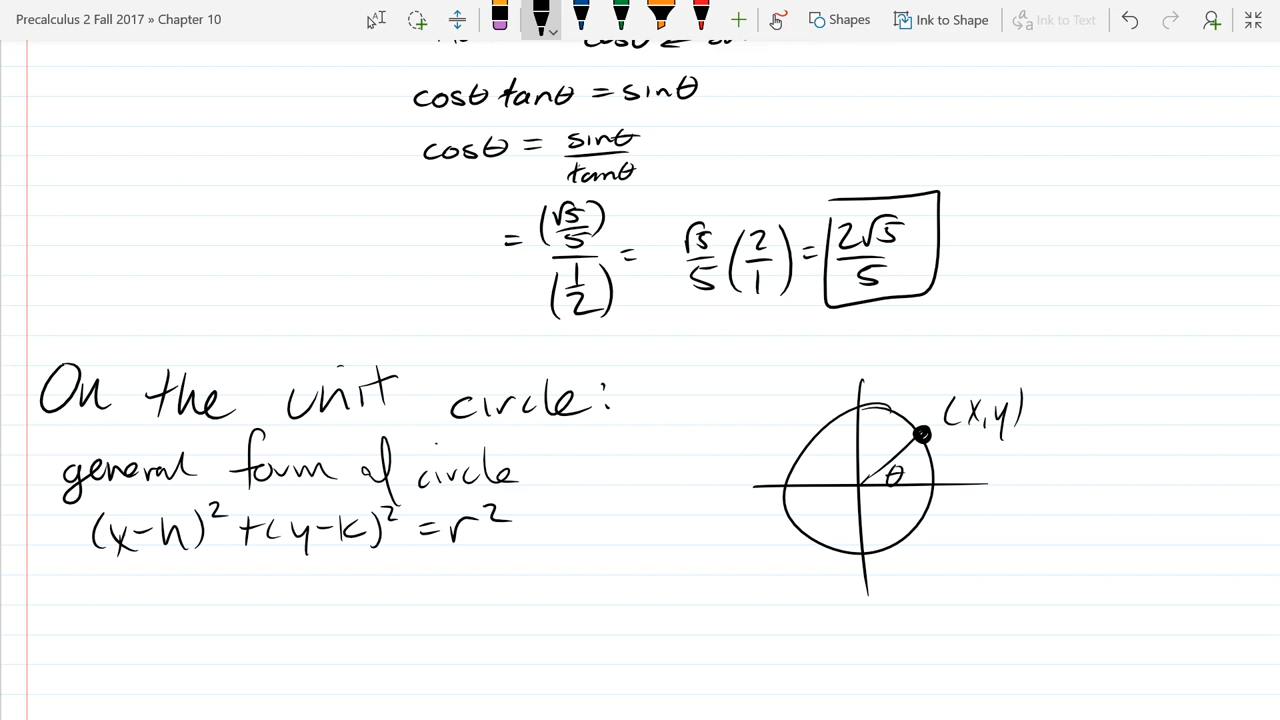 Precalculus 2 Fall 2017 » Chapter 10
Shapes
Ink to Shape
Ink to Text
cosθ tanθ = sinθ
cosθ = sinθ/tanθ
= (√5/5)/(1/2) = √5/5 (2/1) = 2√5/5
On the unit circle:
(x,y)
θ
general form of circle
(x-h)² + (y-k)² = r²